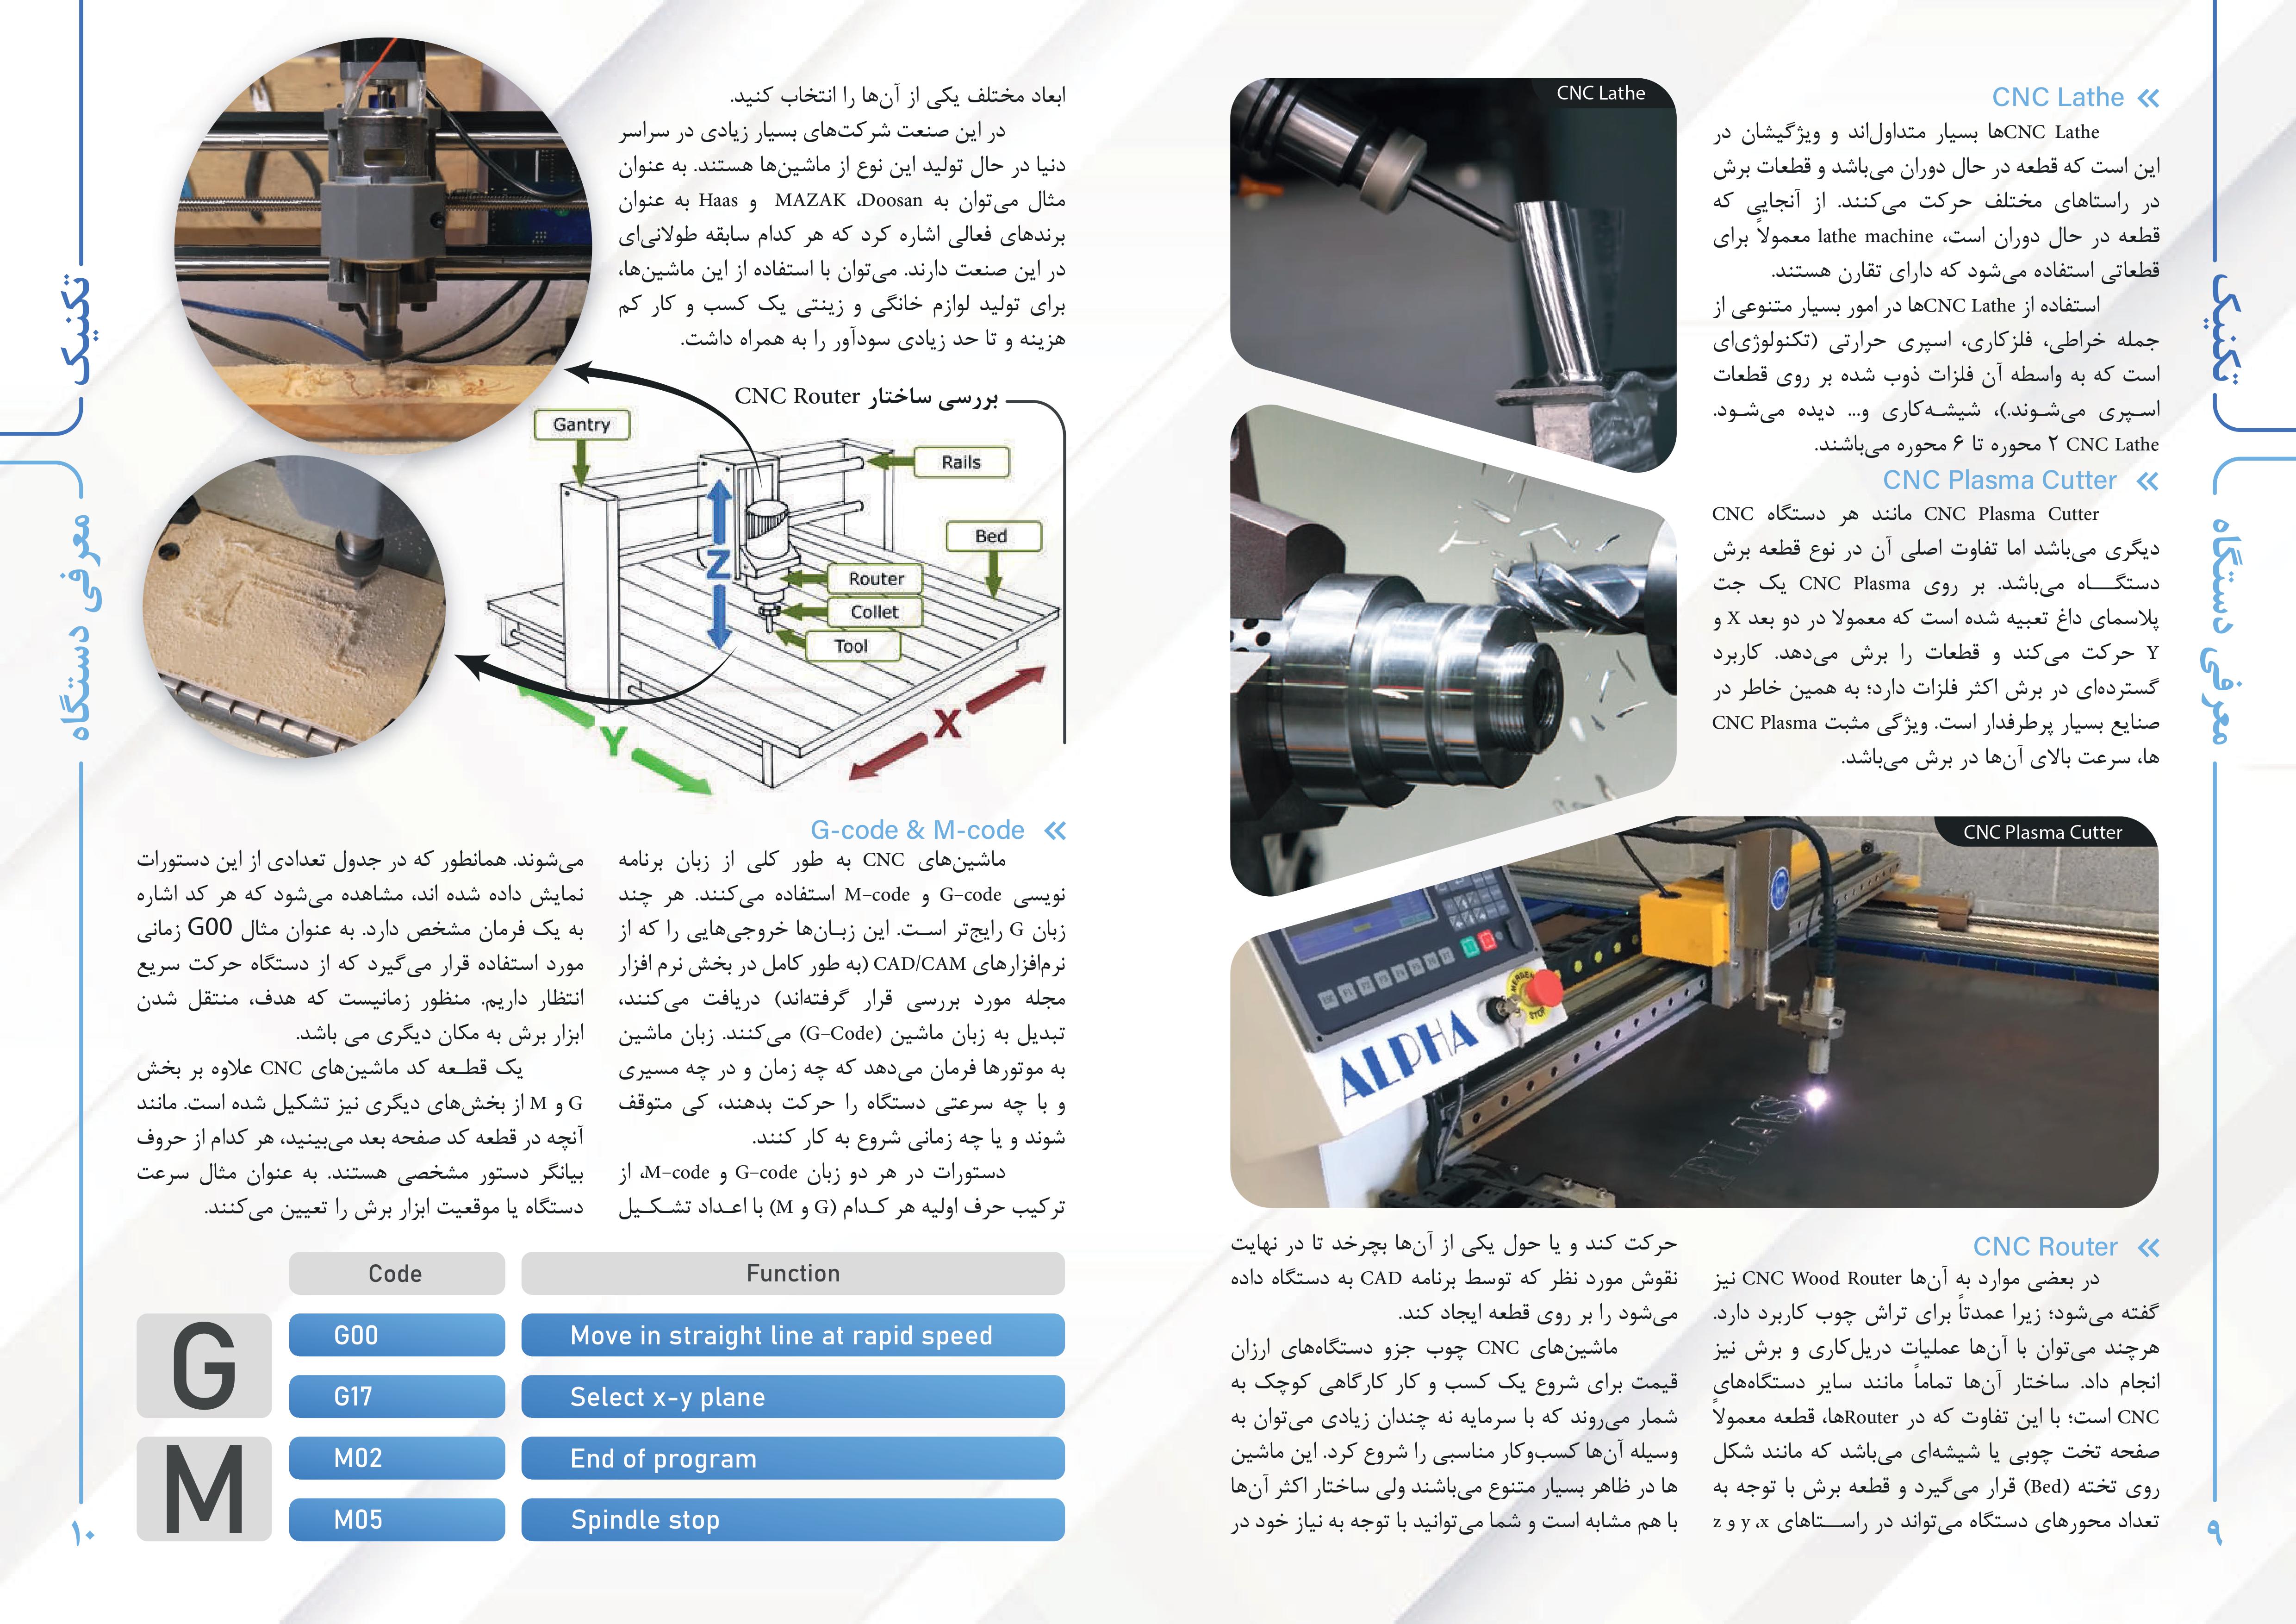 تکنیک
معرفی دستگاه
۹
CNC Lathe
CNC Latheها بسیار متداول‌اند و ویژگیشان در
این است که قطعه در حال دوران می‌باشد و قطعات برش
در راستاهای مختلف حرکت می‌کنند. از آنجایی که
قطعه در حال دوران است، lathe machine معمولاً برای
قطعاتی استفاده می‌شود که دارای تقارن هستند.
استفاده از CNC Latheها در امور بسیار متنوعی از
جمله خراطی، فلزکاری، اسپری حرارتی (تکنولوژی‌ای
است که به واسطه آن فلزات ذوب شده بر روی قطعات
اسپری می‌شوند.)، شیشه‌کاری و... دیده می‌شود.
CNC Lathe ۲ محوره تا ۶ محوره می‌باشند.
CNC Plasma Cutter
CNC Plasma Cutter مانند هر دستگاه CNC
دیگری می‌باشد اما تفاوت اصلی آن در نوع قطعه برش
دستگاه می‌باشد. بر روی CNC Plasma یک جت
پلاسمای داغ تعبیه شده است که معمولا در دو بعد X و
Y حرکت می‌کند و قطعات را برش می‌دهد. کاربرد
گسترده‌ای در برش اکثر فلزات دارد؛ به همین خاطر در
صنایع بسیار پرطرفدار است. ویژگی مثبت CNC Plasma
ها، سرعت بالای آن‌ها در برش می‌باشد.
CNC Lathe
CNC Plasma Cutter
ALPHA
PLAS
CNC Router
در بعضی موارد به آن‌ها CNC Wood Router نیز
گفته می‌شود؛ زیرا عمدتاً برای تراش چوب کاربرد دارد.
هرچند می‌توان با آن‌ها عملیات دریل‌کاری و برش نیز
انجام داد. ساختار آن‌ها تماماً مانند سایر دستگاه‌های
CNC است؛ با این تفاوت که در Routerها، قطعه معمولاً
صفحه تخت چوبی یا شیشه‌ای می‌باشد که مانند شکل
روی تخته (Bed) قرار می‌گیرد و قطعه برش با توجه به
تعداد محورهای دستگاه می‌تواند در راستاهای x، y و z
حرکت کند و یا حول یکی از آن‌ها بچرخد تا در نهایت
نقوش مورد نظر که توسط برنامه CAD به دستگاه داده
می‌شود را بر روی قطعه ایجاد کند.
ماشین‌های CNC چوب جزو دستگاه‌های ارزان
قیمت برای شروع یک کسب و کار کارگاهی کوچک به
شمار می‌روند که با سرمایه نه چندان زیادی می‌توان به
وسیله آن‌ها کسب‌وکار مناسبی را شروع کرد. این ماشین
ها در ظاهر بسیار متنوع می‌باشند ولی ساختار اکثر آن‌ها
با هم مشابه است و شما می‌توانید با توجه به نیاز خود در
ابعاد مختلف یکی از آن‌ها را انتخاب کنید.
در این صنعت شرکت‌های بسیار زیادی در سراسر
دنیا در حال تولید این نوع از ماشین‌ها هستند. به عنوان
مثال می‌توان به MAZAK ،Doosan و Haas به عنوان
برندهای فعالی اشاره کرد که هر کدام سابقه طولانی‌ای
در این صنعت دارند. می‌توان با استفاده از این ماشین‌ها،
برای تولید لوازم خانگی و زینتی یک کسب و کار کم
هزینه و تا حد زیادی سودآور را به همراه داشت.
بررسی ساختار CNC Router
Gantry
Rails
Bed
Z
Router
Collet
Tool
X
Y
G-code & M-code
ماشین‌های CNC به طور کلی از زبان برنامه
نویسی G-code و M-code استفاده می‌کنند. هر چند
زبان G رایج‌تر است. این زبان‌ها خروجی‌هایی را که از
نرم‌افزارهای CAD/CAM (به طور کامل در بخش نرم افزار
مجله مورد بررسی قرار گرفته‌اند) دریافت می‌کنند،
تبدیل به زبان ماشین (G-Code) می‌کنند. زبان ماشین
به موتورها فرمان می‌دهد که چه زمان و در چه مسیری
و با چه سرعتی دستگاه را حرکت بدهند، کی متوقف
شوند و یا چه زمانی شروع به کار کنند.
دستورات در هر دو زبان G-code و M-code، از
ترکیب حرف اولیه هر کدام (G و M) با اعداد تشکیل
می‌شوند. همانطور که در جدول تعدادی از این دستورات
نمایش داده شده اند، مشاهده می‌شود که هر کد اشاره
به یک فرمان مشخص دارد. به عنوان مثال G00 زمانی
مورد استفاده قرار می‌گیرد که از دستگاه حرکت سریع
انتظار داریم. منظور زمانیست که هدف، منتقل شدن
ابزار برش به مکان دیگری می باشد.
یک قطعه کد ماشین‌های CNC علاوه بر بخش
G و M از بخش‌های دیگری نیز تشکیل شده است. مانند
آنچه در قطعه کد صفحه بعد می‌بینید، هر کدام از حروف
بیانگر دستور مشخصی هستند. به عنوان مثال سرعت
دستگاه یا موقعیت ابزار برش را تعیین می‌کنند.
Code Function
G
G00 Move in straight line at rapid speed
G17 Select x-y plane
M
M02 End of program
M05 Spindle stop
تکنیک
معرفی دستگاه
۱۰